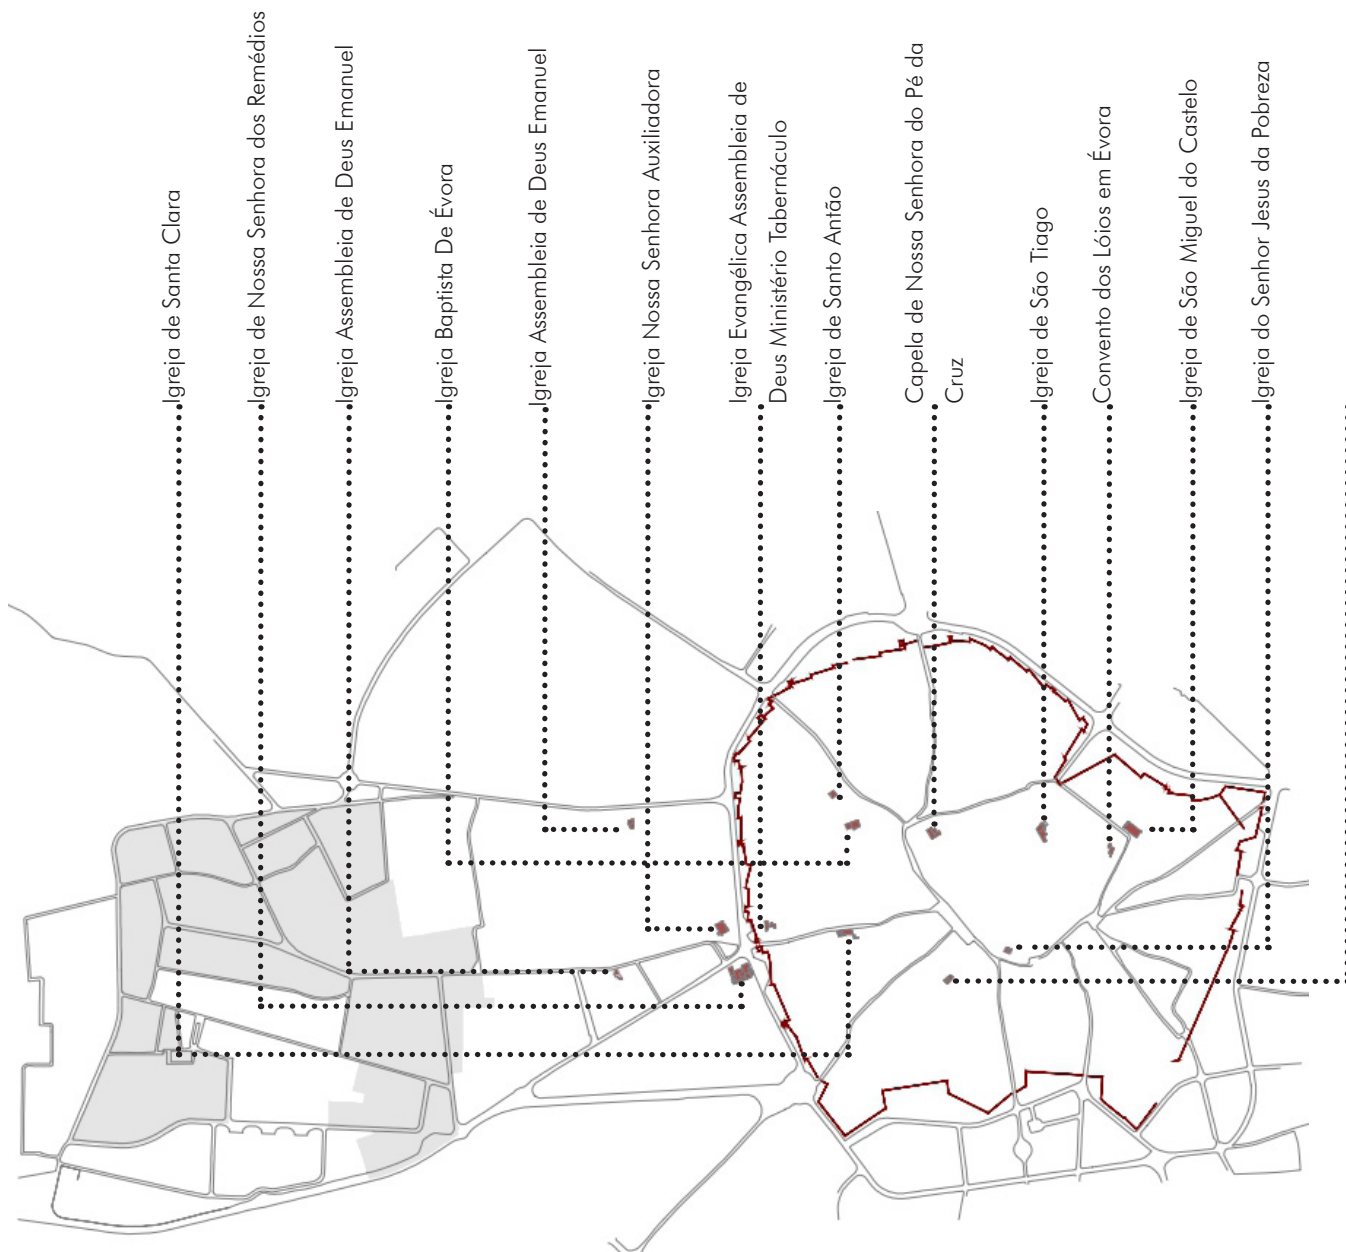 Igreja de Santa Clara
Igreja de Nossa Senhora dos Remédios
Igreja Assembleia de Deus Emanuel
Igreja Baptista De Évora
Igreja Assembleia de Deus Emanuel
Igreja Nossa Senhora Auxiliadora
Igreja Evangélica Assembleia de
Deus Ministério Tabernáculo
Igreja de Santo Antão
Capela de Nossa Senhora do Pé da
Cruz
Igreja de São Tiago
Convento dos Lóios em Évora
Igreja de São Miguel do Castelo
Igreja do Senhor Jesus da Pobreza